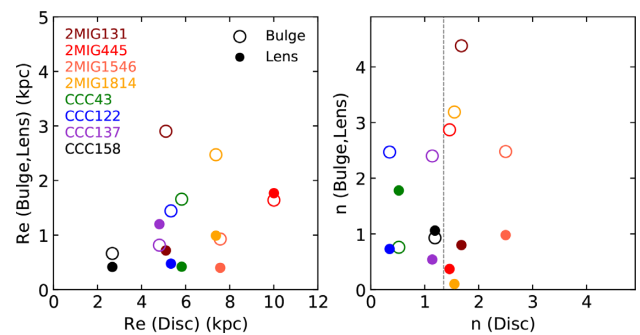 2MIG131
2MIG445
2MIG1546
2MIG1814
CCC43
CCC122
CCC137
CCC158
Bulge
Lens
Re (Bulge,Lens) (kpc)
5
4
3
2
1
0
0 2 4 6 8 10 12
Re (Disc) (kpc)
n (Bulge,Lens)
4
3
2
1
0
0 1 2 3 4
n (Disc)